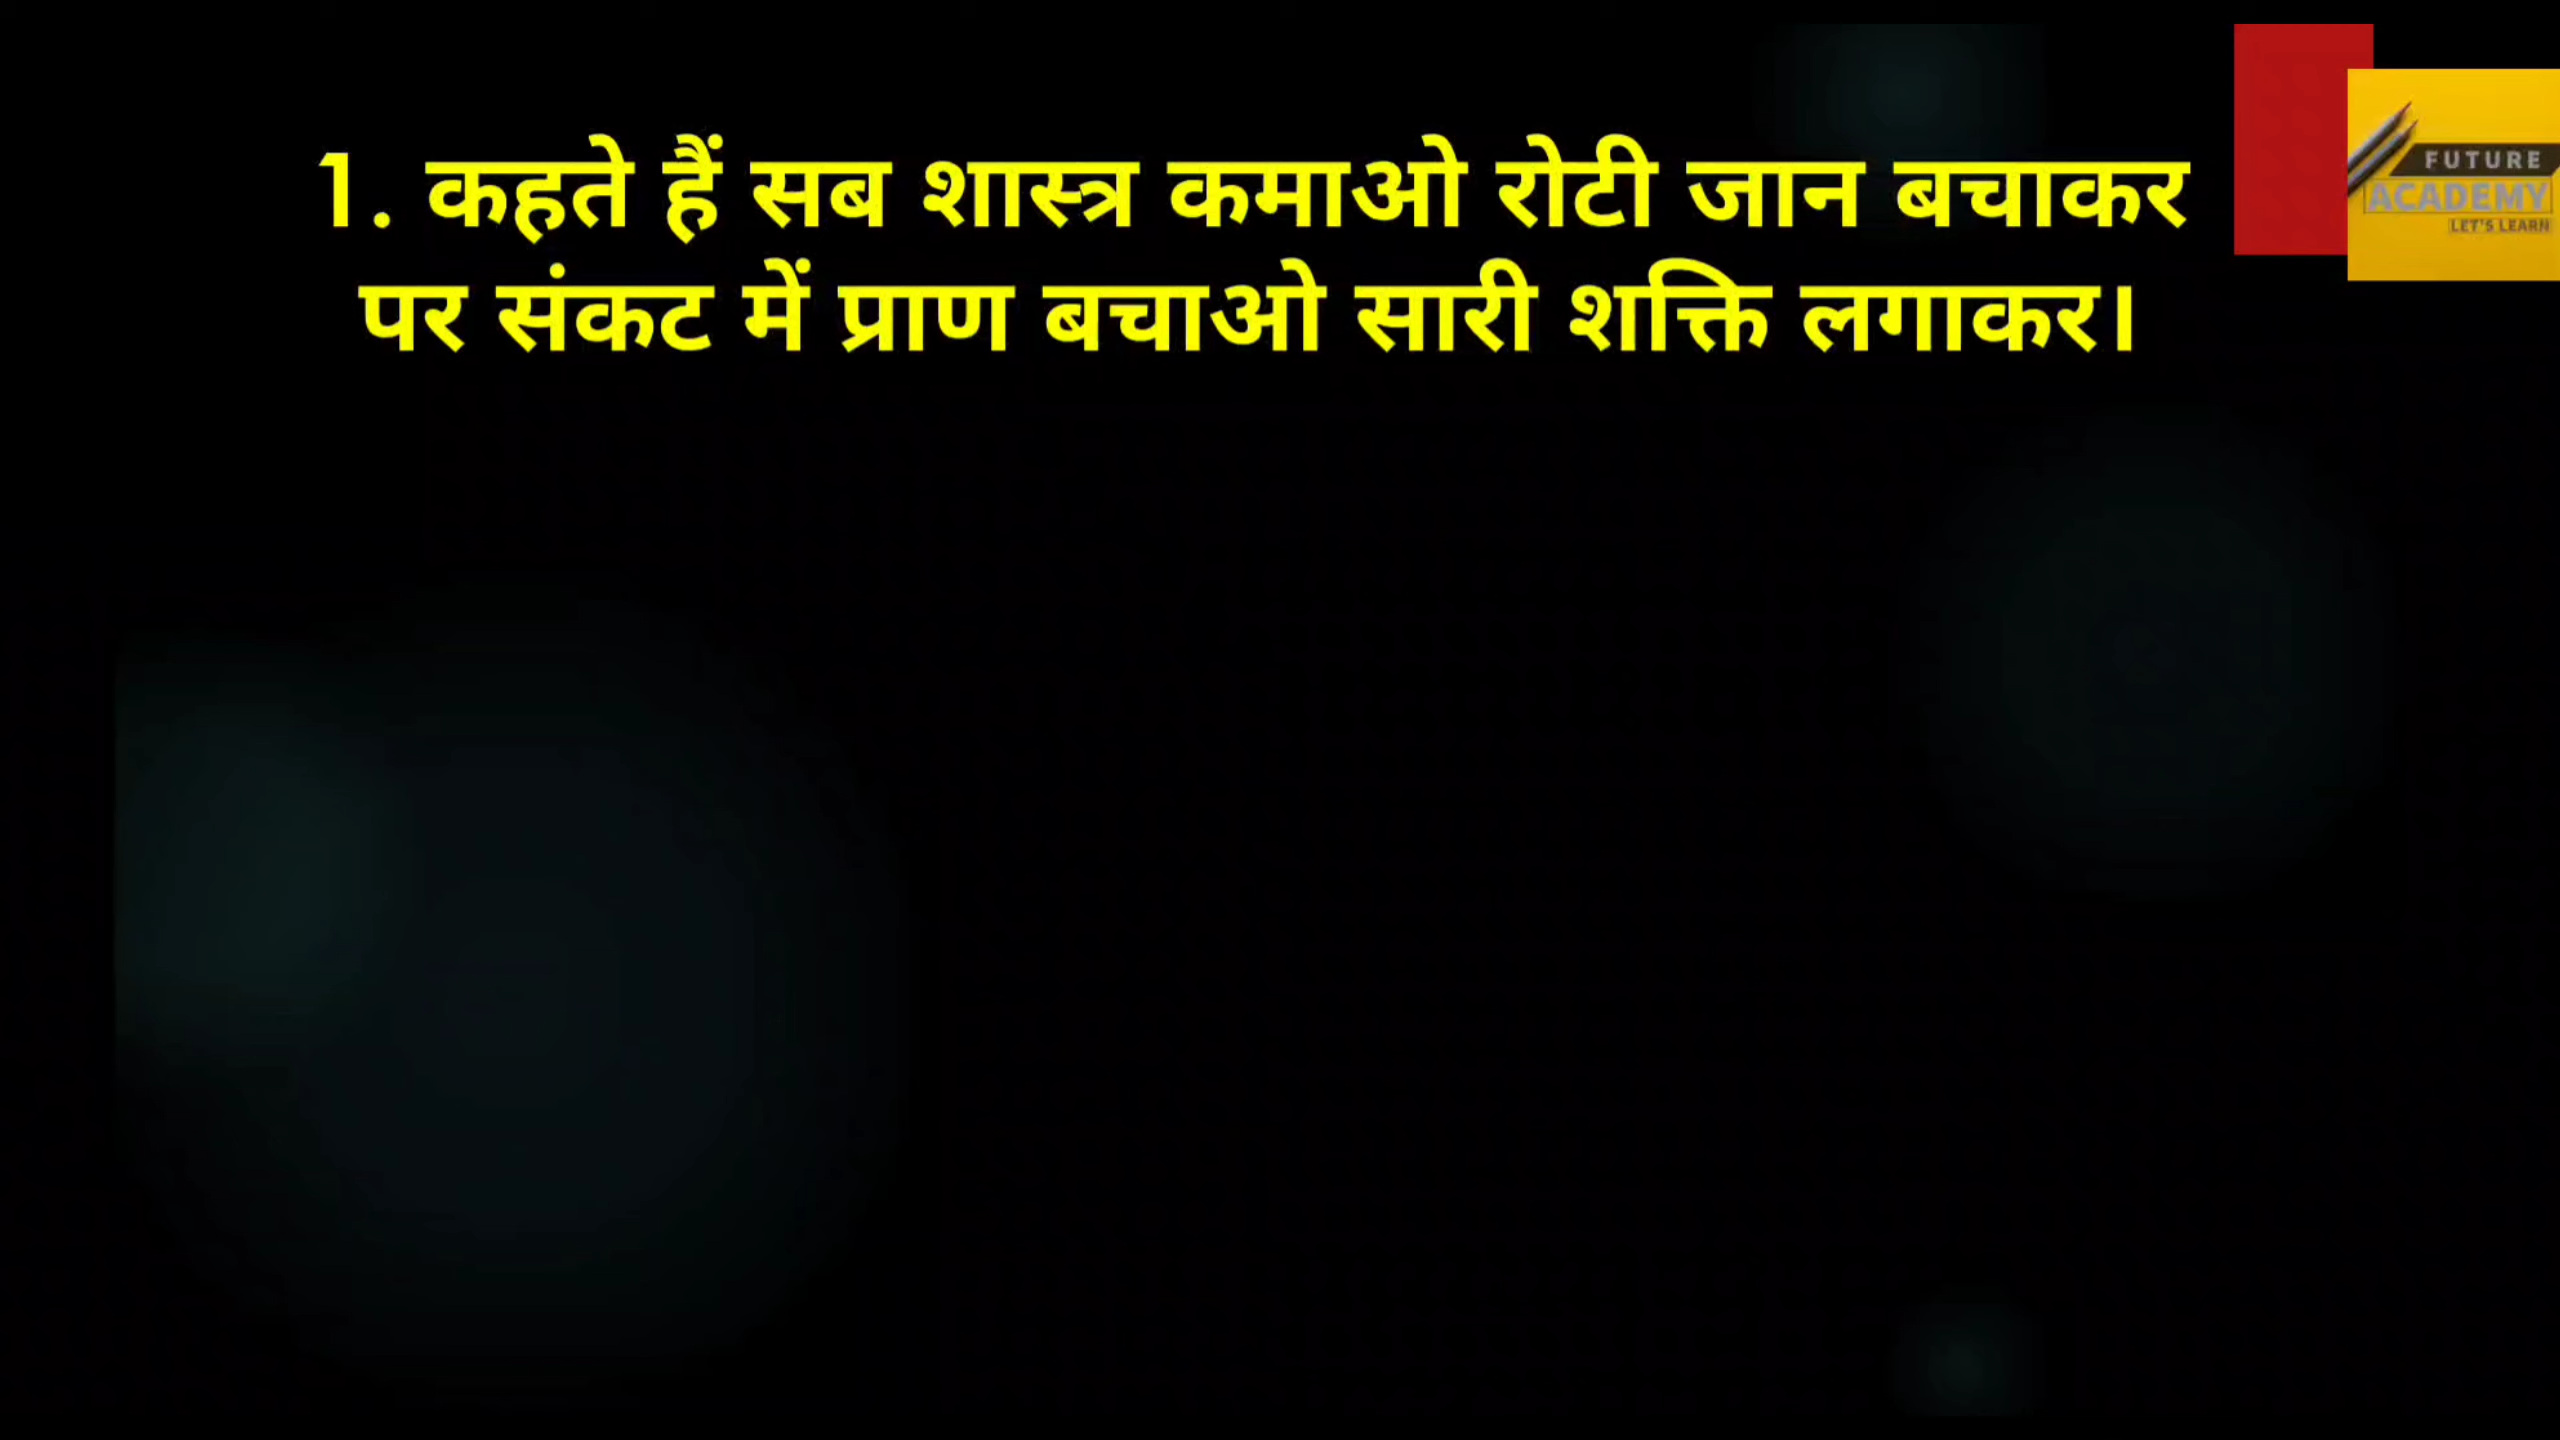 1. कहते हैं सब शास्त्र कमाओ रोटी जान बचाकर
पर संकट में प्राण बचाओ सारी शक्ति लगाकर।
FUTURE
ACADEMY
LET'S LEARN